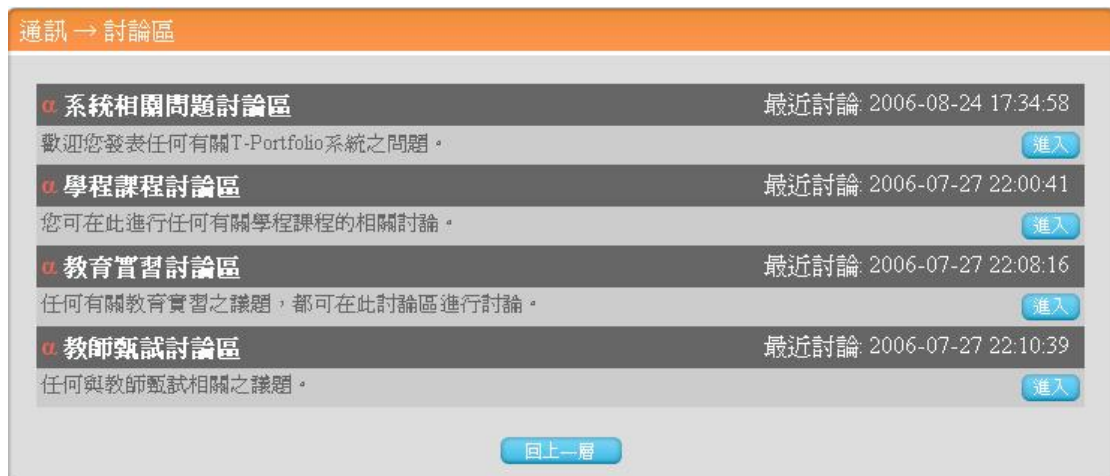 通訊 → 討論區
α 系統相關問題討論區 最近討論: 2006-08-24 17:34:58
歡迎您發表任何有關T-Portfolio系統之問題。 進入
α 學程課程討論區 最近討論: 2006-07-27 22:00:41
您可在此進行任何有關學程課程的相關討論。 進入
α 教育實習討論區 最近討論: 2006-07-27 22:08:16
任何有關教育實習之議題，都可在此討論區進行討論。 進入
α 教師甄試討論區 最近討論: 2006-07-27 22:10:39
任何與教師甄試相關之議題。 進入
回上一層